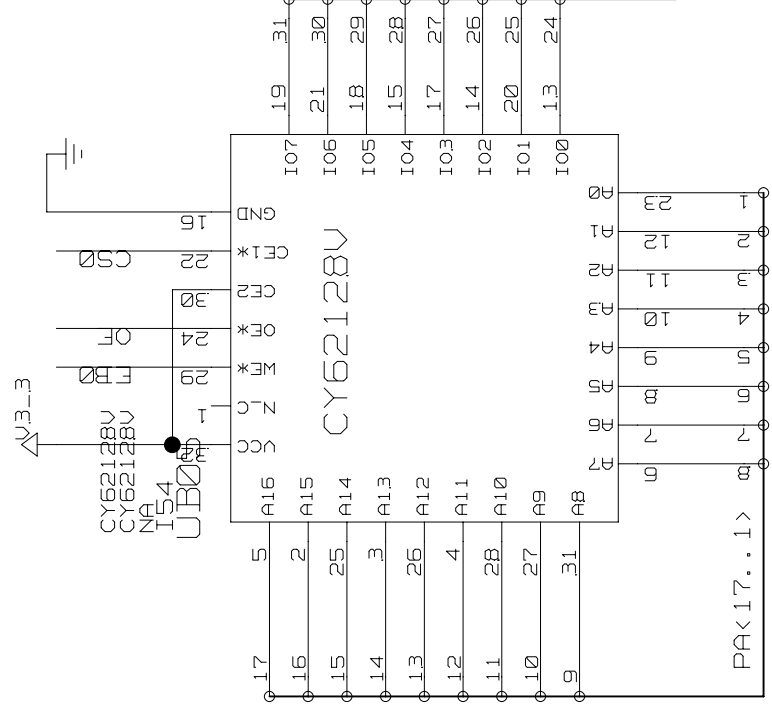 31 30 29 28 27 26 25 24
19 21 18 15 17 14 20 13
IO7 IO6 IO5 IO4 IO3 IO2 IO1 IO0
GND 16
CE1* 22 CS0
CE2 30
OE* 24 OE
WE* 29 EB0
N_C 1
VCC 32
V3_3
CY62128V
CY62128V
NA
I54
UB05
CY62128V
A0 23 1
A1 12 2
A2 11 3
A3 10 4
A4 9 5
A5 8 6
A6 7 7
A7 6 8
A16 A15 A14 A13 A12 A11 A10 A9 A8
5 2 25 3 26 4 28 27 31
17 16 15 14 13 12 11 10 9
PA<17..1>